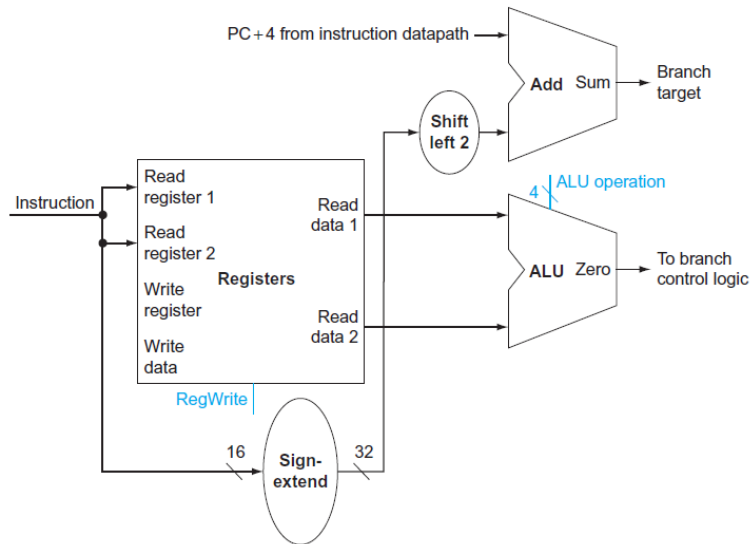 PC+4 from instruction datapath
Add Sum
Branch
target
Shift
left 2
Instruction
Read
register 1
Read
register 2
Write
register
Write
data
Registers
Read
data 1
Read
data 2
RegWrite
4
ALU operation
ALU Zero
To branch
control logic
16
Sign-
extend
32